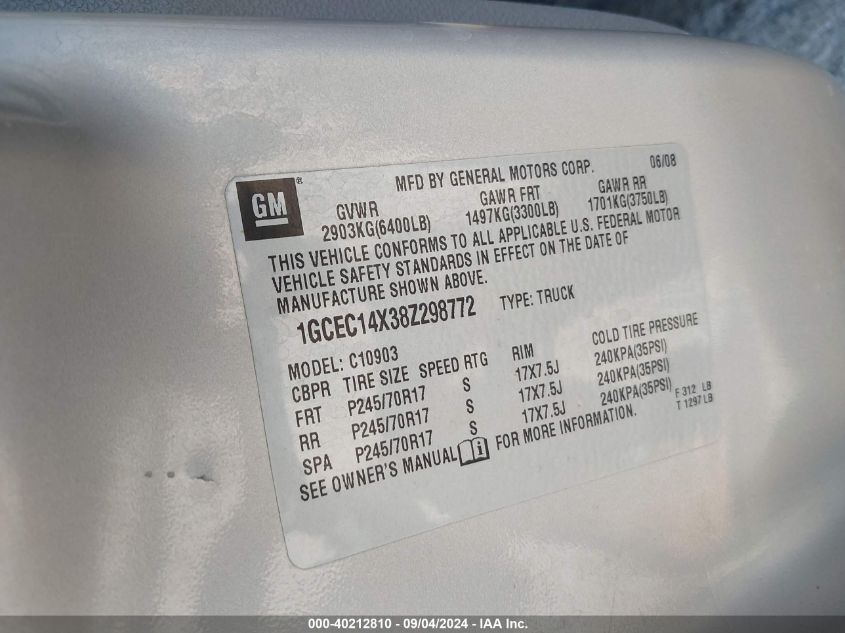 GM ®
MFD BY GENERAL MOTORS CORP. 06/08
GVWR GAWR FRT GAWR RR
2903KG(6400LB) 1497KG(3300LB) 1701KG(3750LB)
THIS VEHICLE CONFORMS TO ALL APPLICABLE U.S. FEDERAL MOTOR
VEHICLE SAFETY STANDARDS IN EFFECT ON THE DATE OF
MANUFACTURE SHOWN ABOVE.
1GCEC14X38Z298772 TYPE: TRUCK
MODEL: C10903
CBPR TIRE SIZE SPEED RTG RIM COLD TIRE PRESSURE
FRT P245/70R17 S 17X7.5J 240KPA(35PSI)
RR P245/70R17 S 17X7.5J 240KPA(35PSI)
SPA P245/70R17 S 17X7.5J 240KPA(35PSI)
SEE OWNER'S MANUAL i FOR MORE INFORMATION.
F 312 LB
T 1297 LB
000-40212810 - 09/04/2024 - IAA Inc.